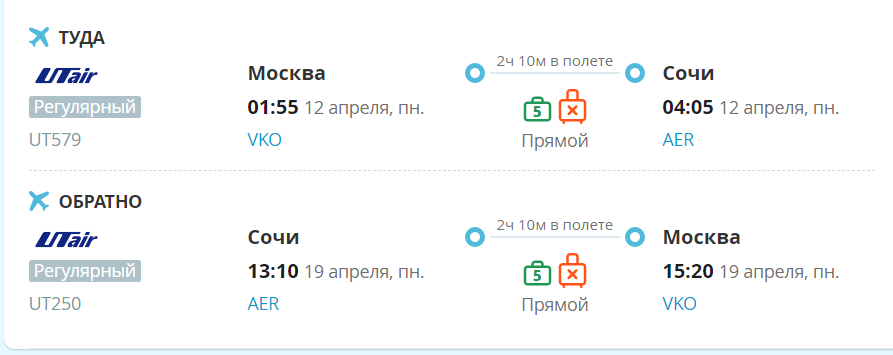 ТУДА
UTair
Москва
2ч 10м в полете
Сочи
Регулярный
01:55 12 апреля, пн.
5
04:05 12 апреля, пн.
UT579
VKO
Прямой
AER
ОБРАТНО
UTair
Сочи
2ч 10м в полете
Москва
Регулярный
13:10 19 апреля, пн.
5
15:20 19 апреля, пн.
UT250
AER
Прямой
VKO